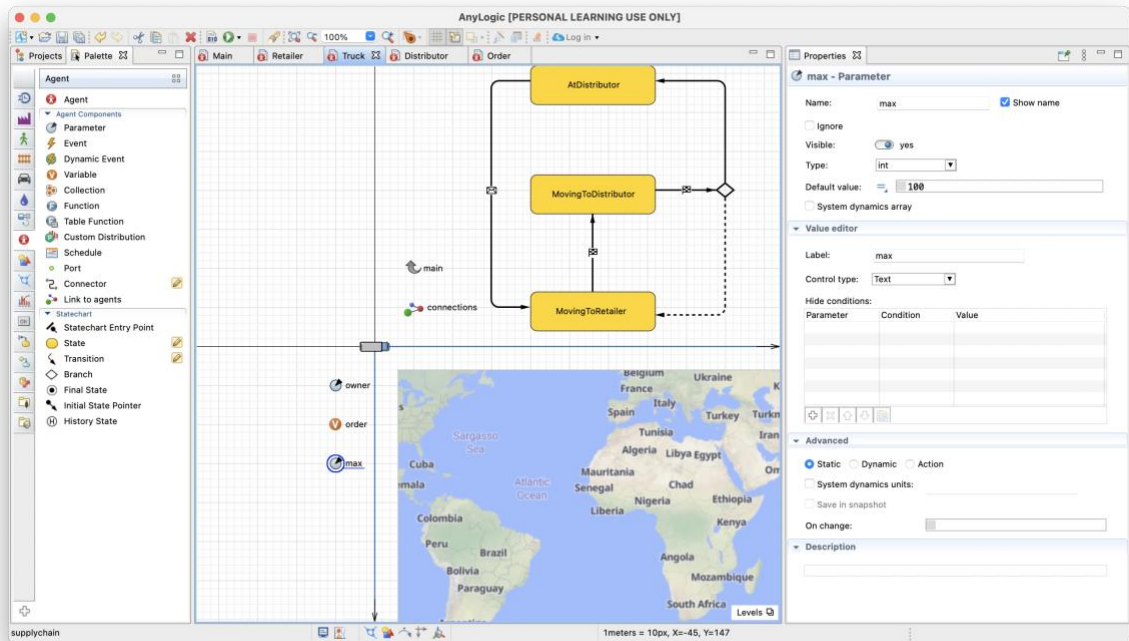 AnyLogic [PERSONAL LEARNING USE ONLY]
100%
Log in
Projects
Palette
Main
Retailer
Truck
Distributor
Order
Properties
Agent
Agent
Agent Components
Parameter
Event
Dynamic Event
Variable
Collection
Function
Table Function
Custom Distribution
Schedule
Port
Connector
Link to agents
Statechart
Statechart Entry Point
State
Transition
Branch
Final State
Initial State Pointer
History State
AtDistributor
MovingToDistributor
MovingToRetailer
main
connections
owner
order
max
Belgium
Ukraine
France
K
Italy
Spain
Turkey
Turkn
s
Sargasso
Sea
Tunisia
Iran
Algeria
Libya
Egypt
Cuba
Mauritania
Om
mala
Atlantic
Ocean
Senegal
Chad
Nigeria
Ethiopia
Liberia
Colombia
Kenya
Peru
Brazil
Angola
Bolivia
Mozambique
Paraguay
South Africa
Levels
max - Parameter
Name:
max
Show name
Ignore
Visible:
yes
Type:
int
Default value:
100
System dynamics array
Value editor
Label:
max
Control type:
Text
Hide conditions:
Parameter
Condition
Value
Advanced
Static
Dynamic
Action
System dynamics units:
Save in snapshot
On change:
Description
supplychain
1meters = 10px, X=-45, Y=147